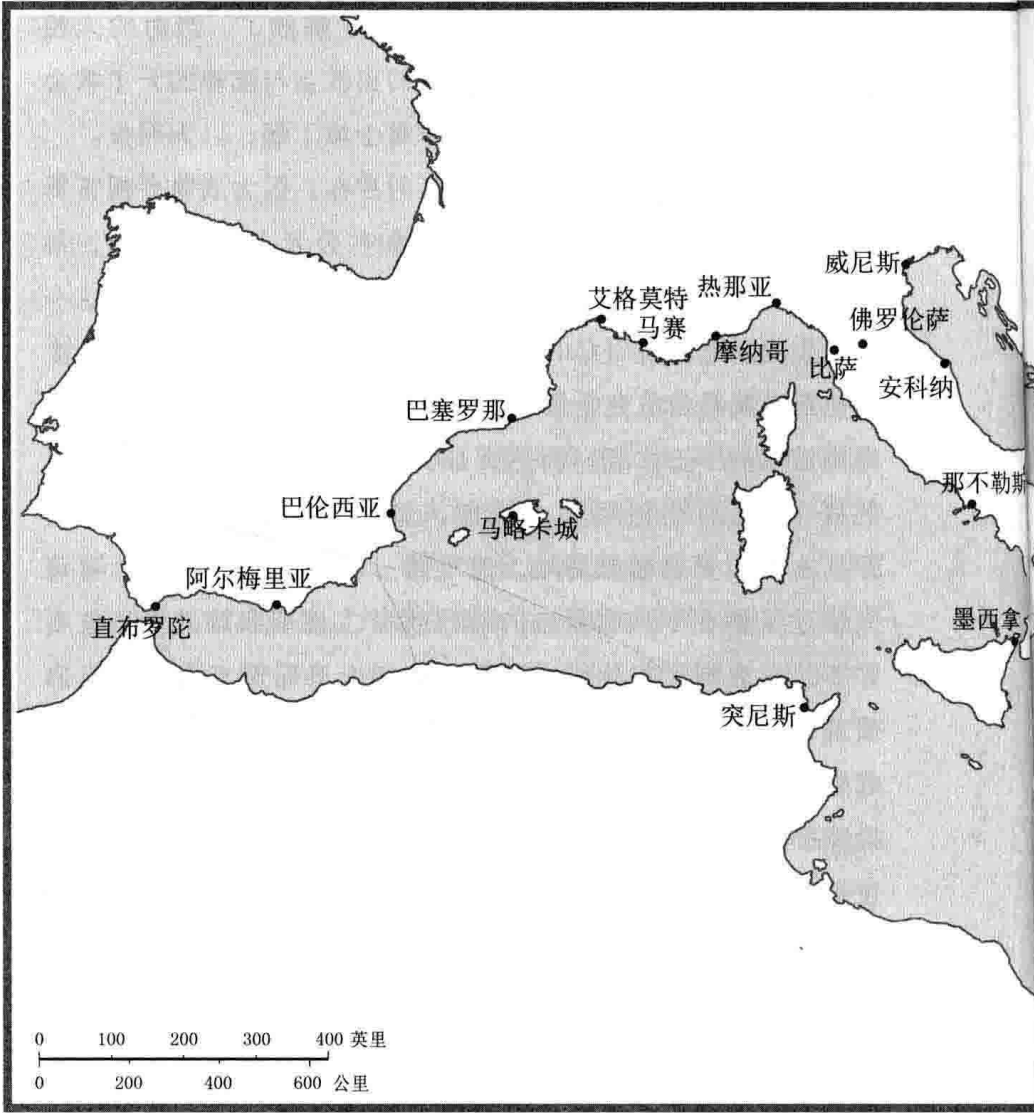 威尼斯
热那亚
艾格莫特
佛罗伦萨
马赛
摩纳哥
比萨
安科纳
巴塞罗那
那不勒斯
巴伦西亚
马略卡城
阿尔梅里亚
直布罗陀
墨西拿
突尼斯
0 100 200 300 400 英里
0 200 400 600 公里